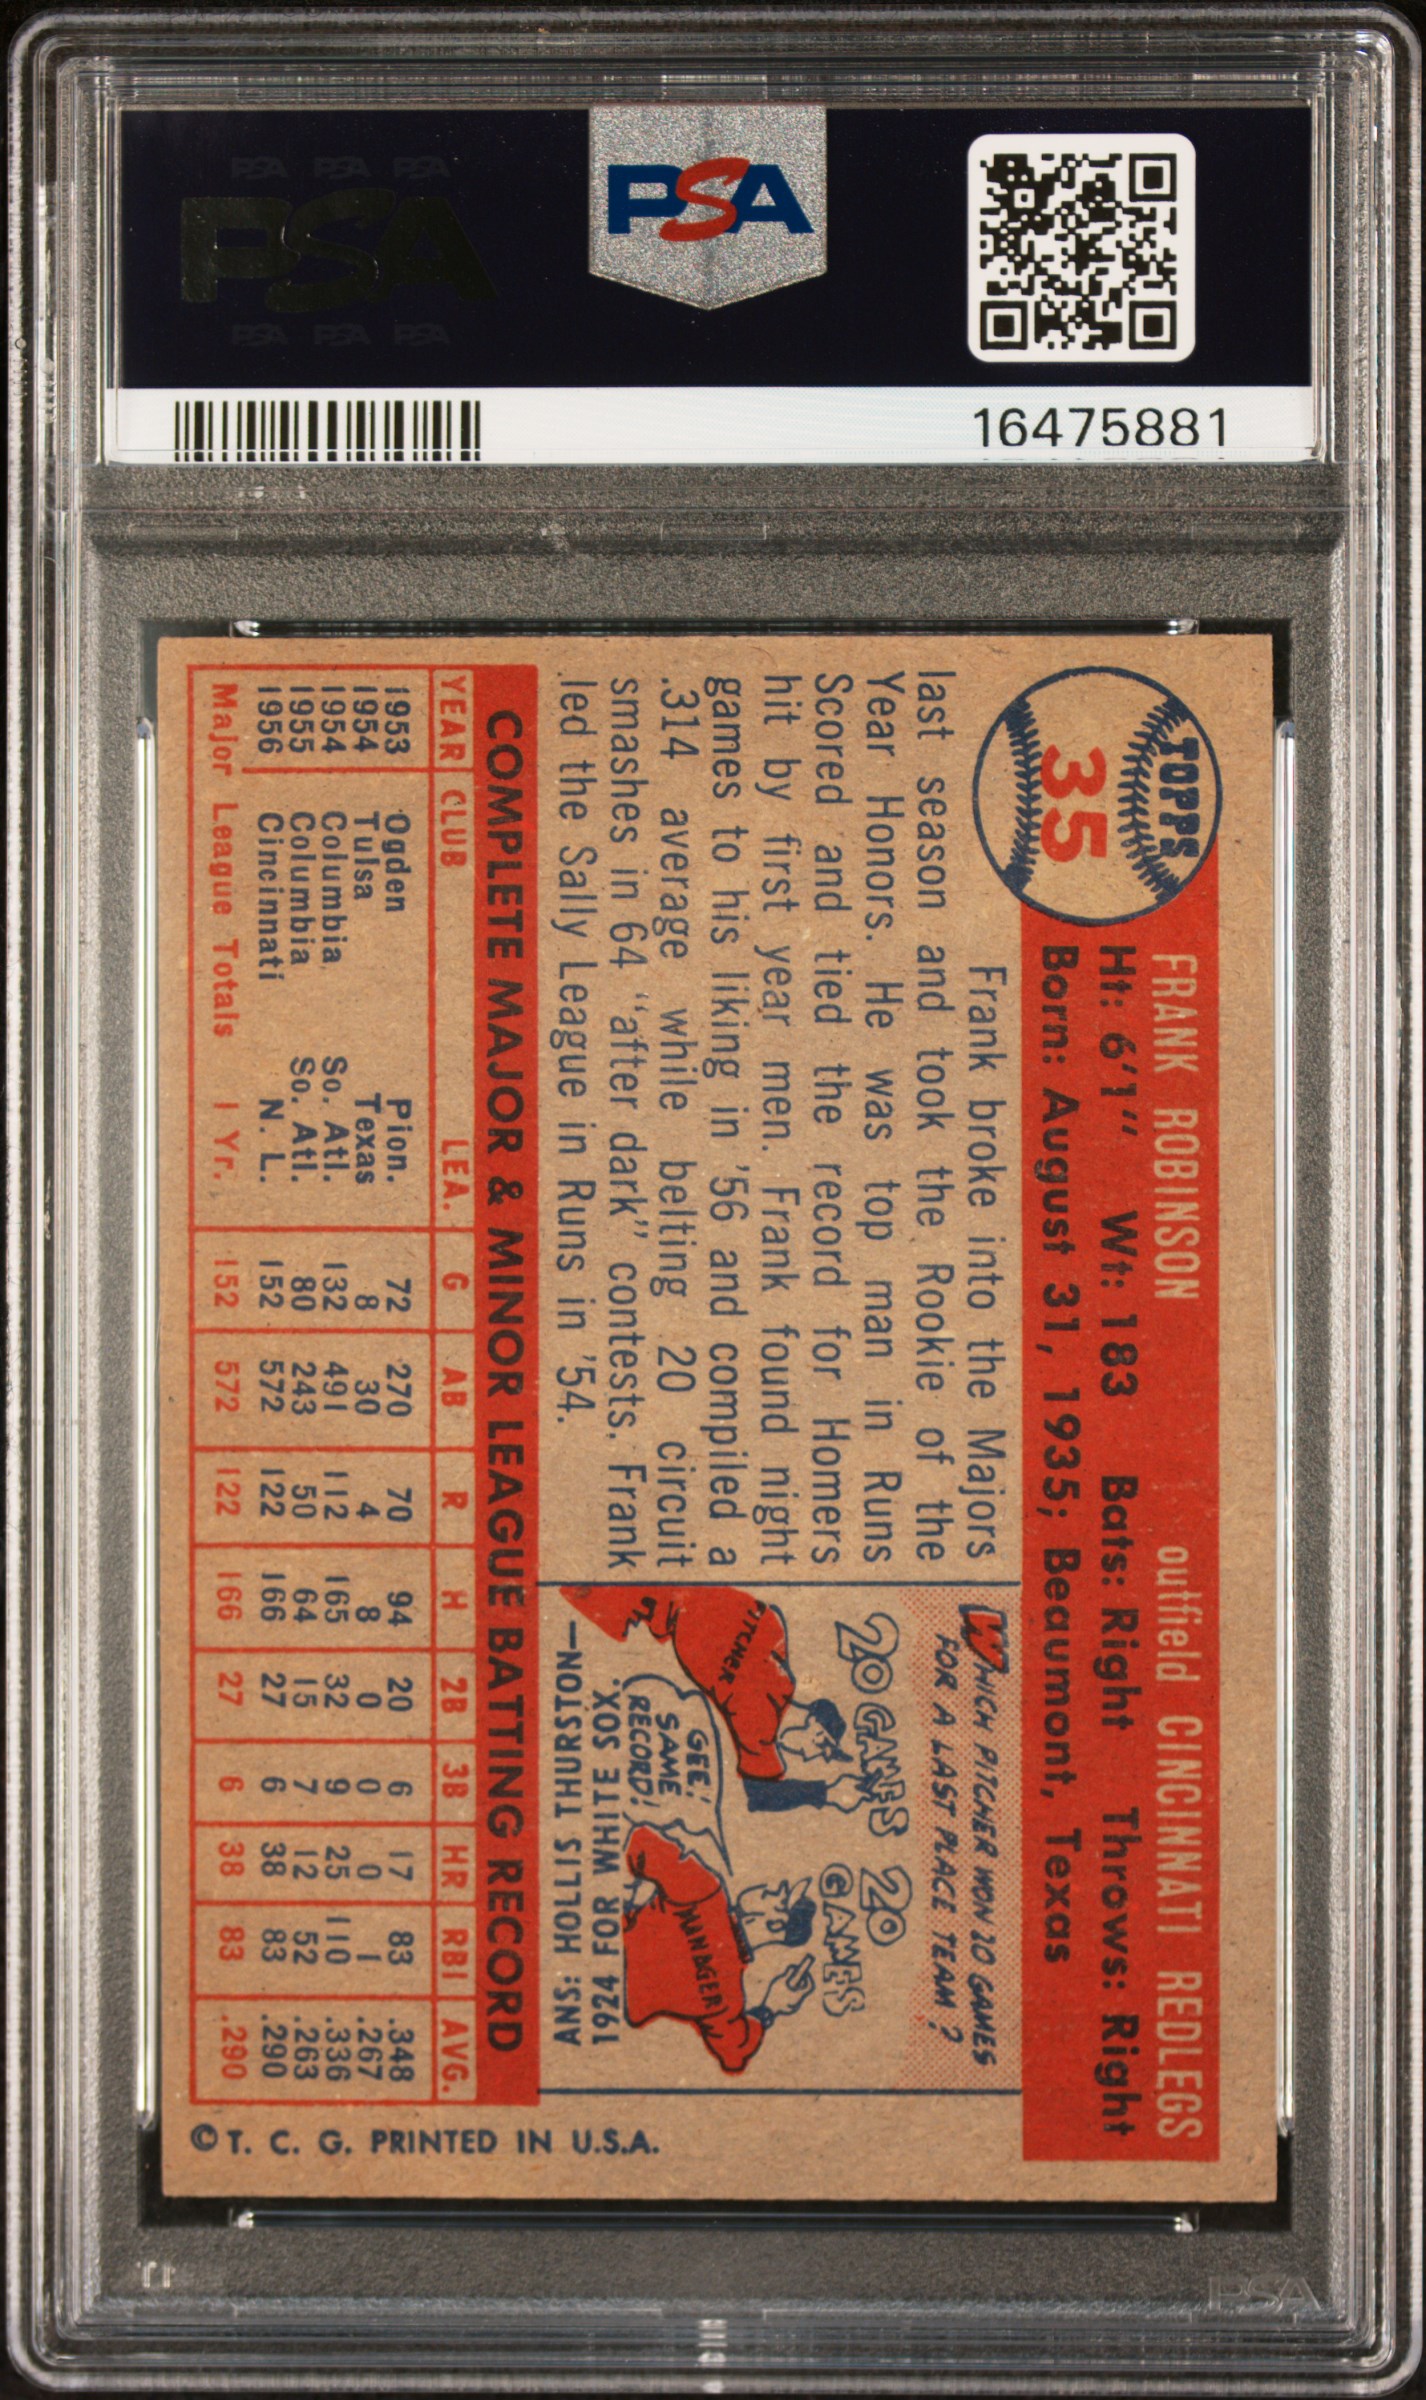 PSA PSA PSA
PSA
PSA PSA PSA
PSA
16475881
TOPPS
35
FRANK ROBINSON outfield CINCINNATI REDLEGS
Ht: 6'1" Wt: 183 Bats: Right Throws: Right
Born: August 31, 1935; Beaumont, Texas
Frank broke into the Majors
last season and took the Rookie of the
Year Honors. He was top man in Runs
Scored and tied the record for Homers
hit by first year men. Frank found night
games to his liking in '56 and compiled a
.314 average while belting 20 circuit
smashes in 64 "after dark" contests. Frank
led the Sally League in Runs in '54.
WHICH PITCHER WON 20 GAMES
FOR A LAST PLACE TEAM?
20 GAMES
20 GAMES
PITCHER
GEE!
SAME
RECORD!
MANAGER
ANS: HOLLIS THURSTON—
1924 FOR WHITE SOX.
COMPLETE MAJOR & MINOR LEAGUE BATTING RECORD
YEAR CLUB LEA. G AB R H 2B 3B HR RBI AVG.
1953 Ogden Pion. 72 270 70 94 20 6 17 83 .348
1954 Tulsa Texas 8 30 4 8 0 0 0 1 .267
1954 Columbia So. Atl. 132 491 112 165 32 9 25 110 .336
1955 Columbia So. Atl. 80 243 50 64 15 7 12 52 .263
1956 Cincinnati N. L. 152 572 122 166 27 6 38 83 .290
Major League Totals 1 Yr. 152 572 122 166 27 6 38 83 .290
© T. C. G. PRINTED IN U.S.A.
PSA